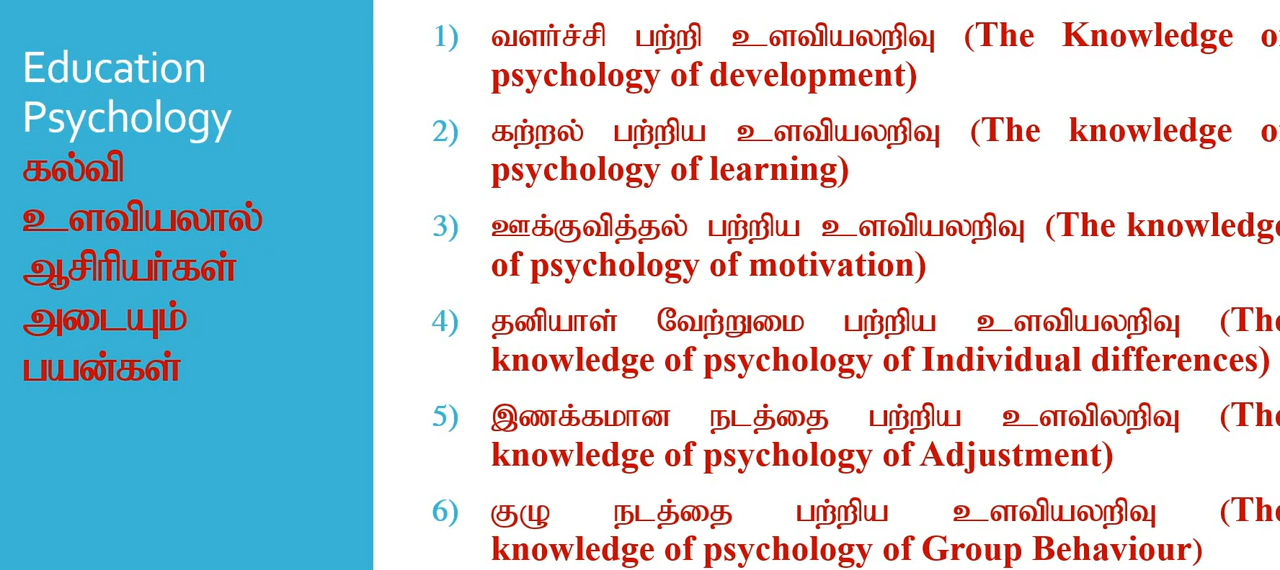 Education
Psychology
கல்வி
உளவியலால்
ஆசிரியர்கள்
அடையும்
பயன்கள்
1) வளர்ச்சி பற்றி உளவியலறிவு (The Knowledge of
psychology of development)
2) கற்றல் பற்றிய உளவியலறிவு (The knowledge of
psychology of learning)
3) ஊக்குவித்தல் பற்றிய உளவியலறிவு (The knowledge
of psychology of motivation)
4) தனியாள் வேற்றுமை பற்றிய உளவியலறிவு (The
knowledge of psychology of Individual differences)
5) இணக்கமான நடத்தை பற்றிய உளவிலறிவு (The
knowledge of psychology of Adjustment)
6) குழு நடத்தை பற்றிய உளவியலறிவு (The
knowledge of psychology of Group Behaviour)